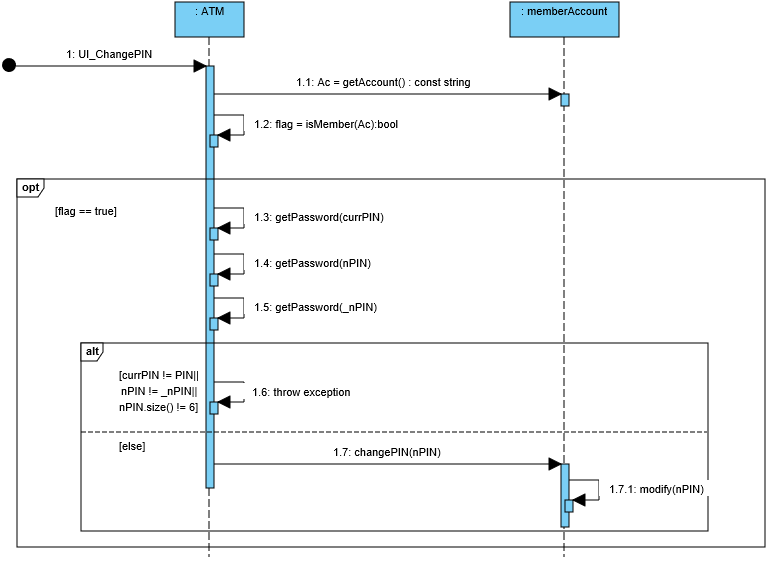 : ATM
: memberAccount
1: UI_ChangePIN
1.1: Ac = getAccount() : const string
1.2: flag = isMember(Ac):bool
opt
[flag == true]
1.3: getPassword(currPIN)
1.4: getPassword(nPIN)
1.5: getPassword(_nPIN)
alt
[currPIN != PIN||
nPIN != _nPIN||
nPIN.size() != 6]
1.6: throw exception
[else]
1.7: changePIN(nPIN)
1.7.1: modify(nPIN)